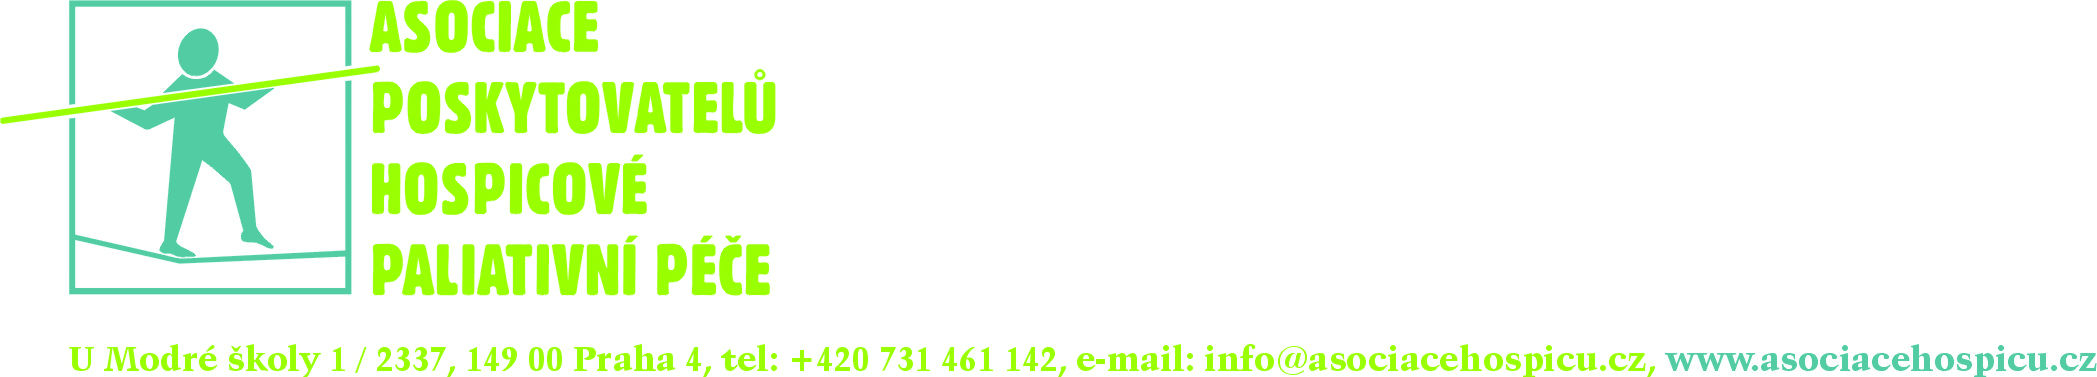 ASOCIACE
POSKYTOVATELŮ
HOSPICOVÉ
PALIATIVNÍ PÉČE
U Modré školy 1 / 2337, 149 00 Praha 4, tel: +420 731 461 142, e-mail: info@asociacehospicu.cz, www.asociacehospicu.cz